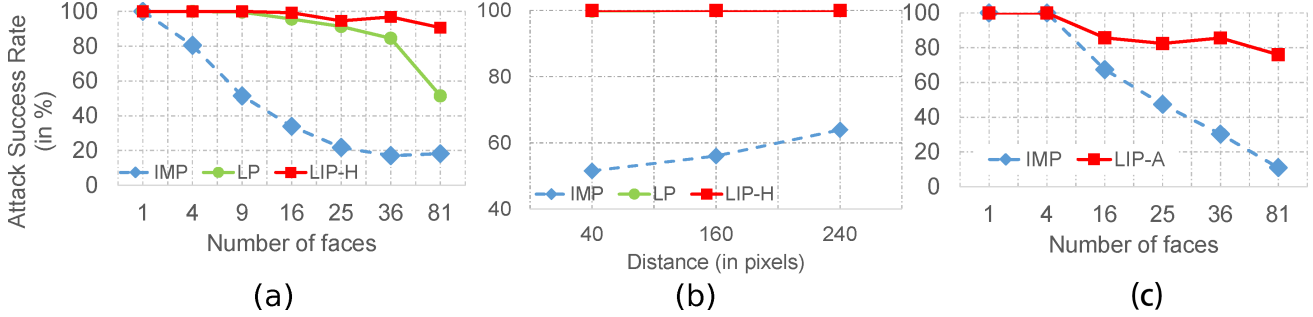 Attack Success Rate
(in %)
100
80
60
40
20
0
IMP LP LIP-H
1 4 9 16 25 36 81
Number of faces
(a)
100
80
60
40
IMP LP LIP-H
40 160 240
Distance (in pixels)
(b)
100
80
60
40
20
0
IMP LIP-A
1 4 16 25 36 81
Number of faces
(c)